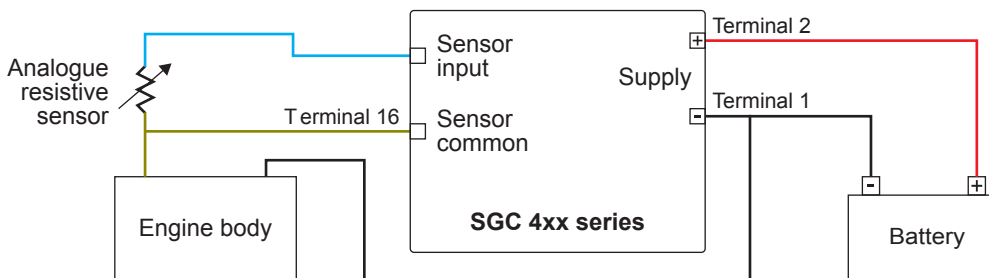 Terminal 2
Sensor
input
Analogue
resistive
sensor
+
Supply
Terminal 1
Terminal 16
Sensor
common
-
-
+
Engine body
SGC 4xx series
Battery